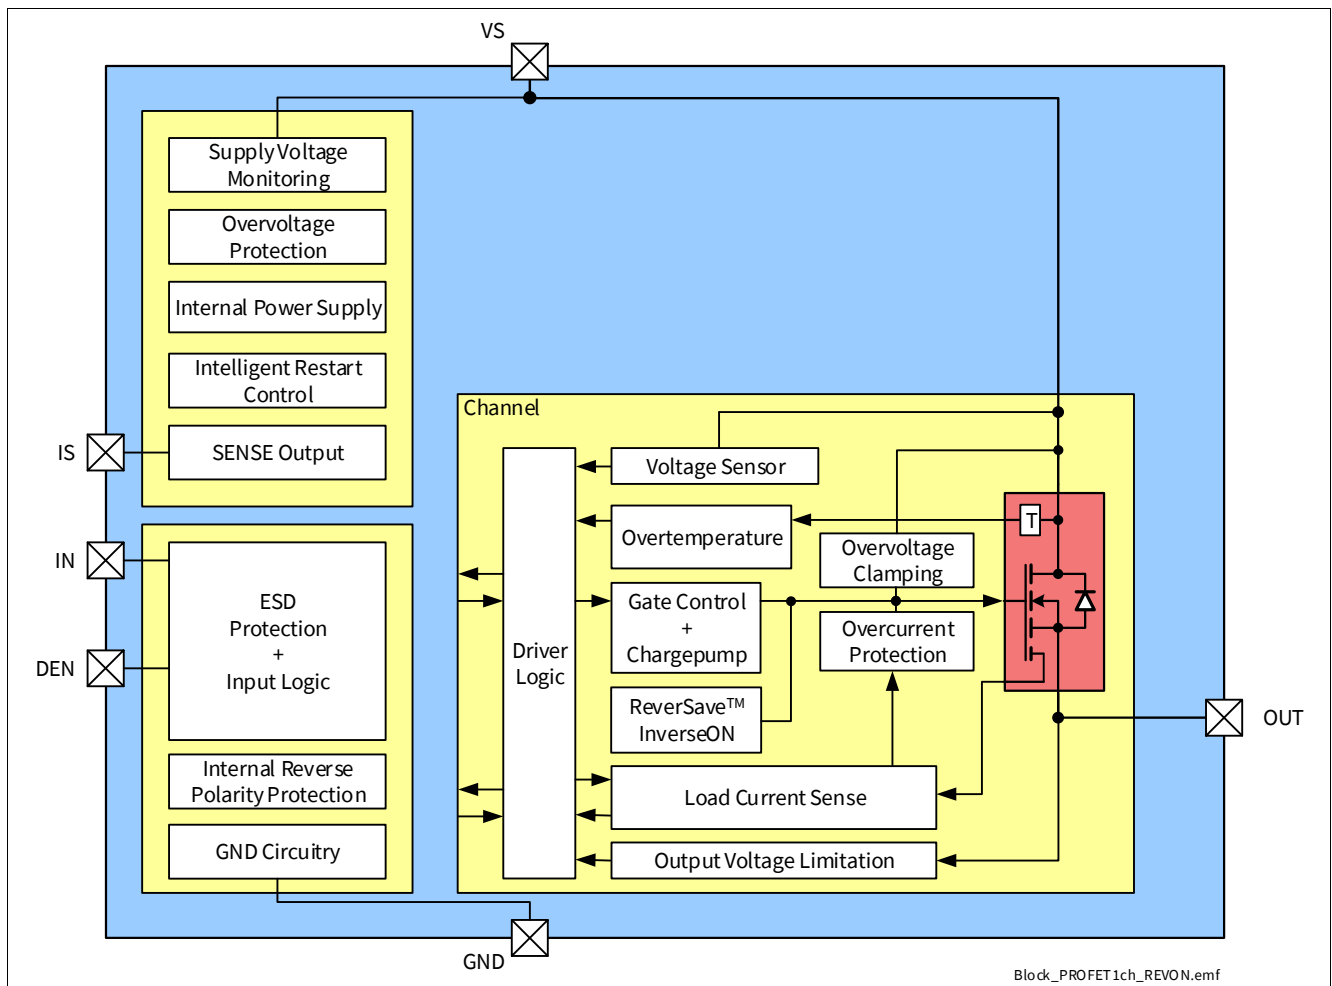 VS
Supply Voltage
Monitoring
Overvoltage
Protection
Internal Power Supply
Intelligent Restart
Control
SENSE Output
IS
IN
DEN
ESD
Protection
+
Input Logic
Internal Reverse
Polarity Protection
GND Circuitry
GND
Channel
Driver
Logic
Voltage Sensor
Overtemperature
T
Overvoltage
Clamping
Gate Control
+
Chargepump
Overcurrent
Protection
ReverSave™
InverseON
Load Current Sense
Output Voltage Limitation
OUT
Block_PROFET1ch_REVON.emf